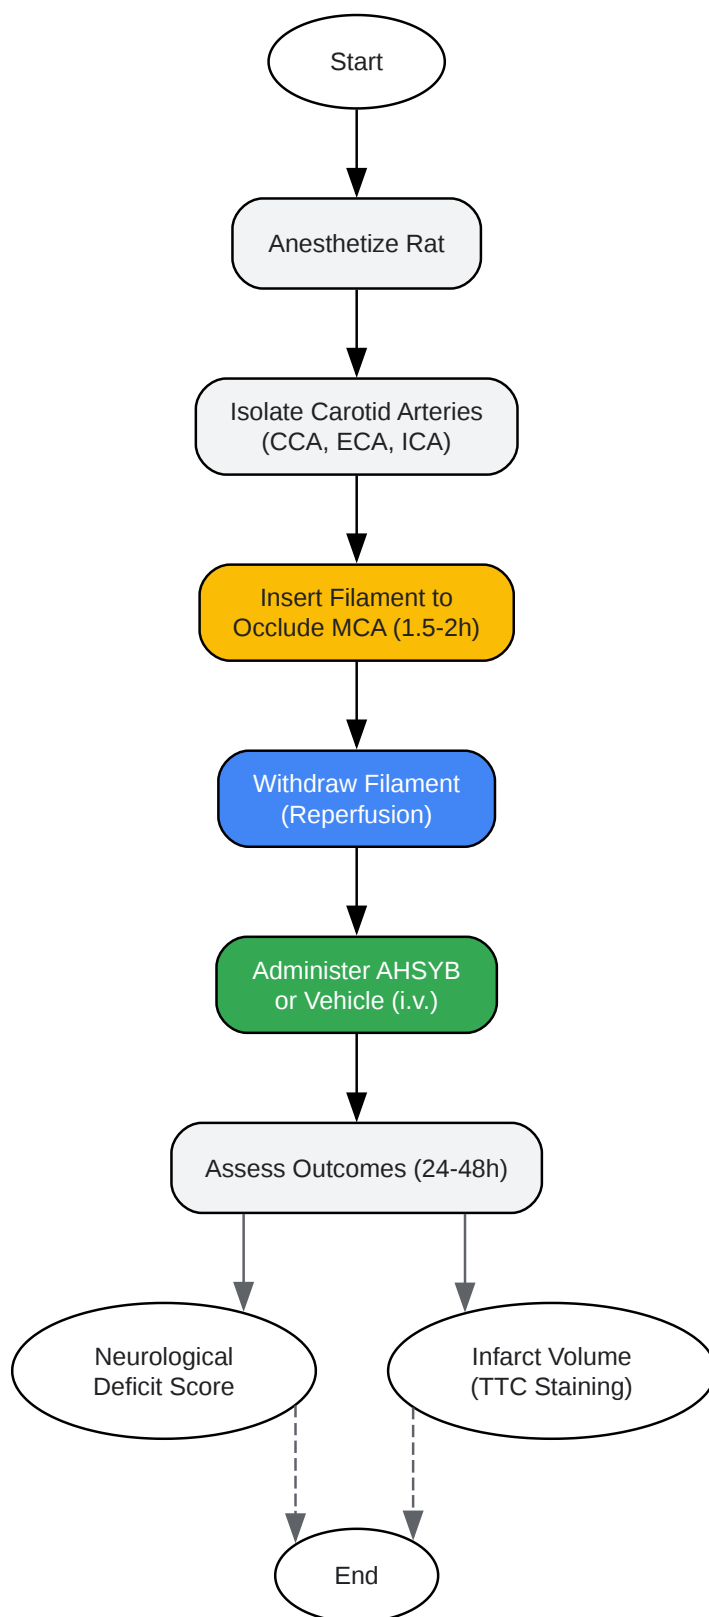 Start
Anesthetize Rat
Isolate Carotid Arteries
(CCA, ECA, ICA)
Insert Filament to
Occlude MCA (1.5-2h)
Withdraw Filament
(Reperfusion)
Administer AHSYB
or Vehicle (i.v.)
Assess Outcomes (24-48h)
Neurological
Deficit Score
Infarct Volume
(TTC Staining)
End